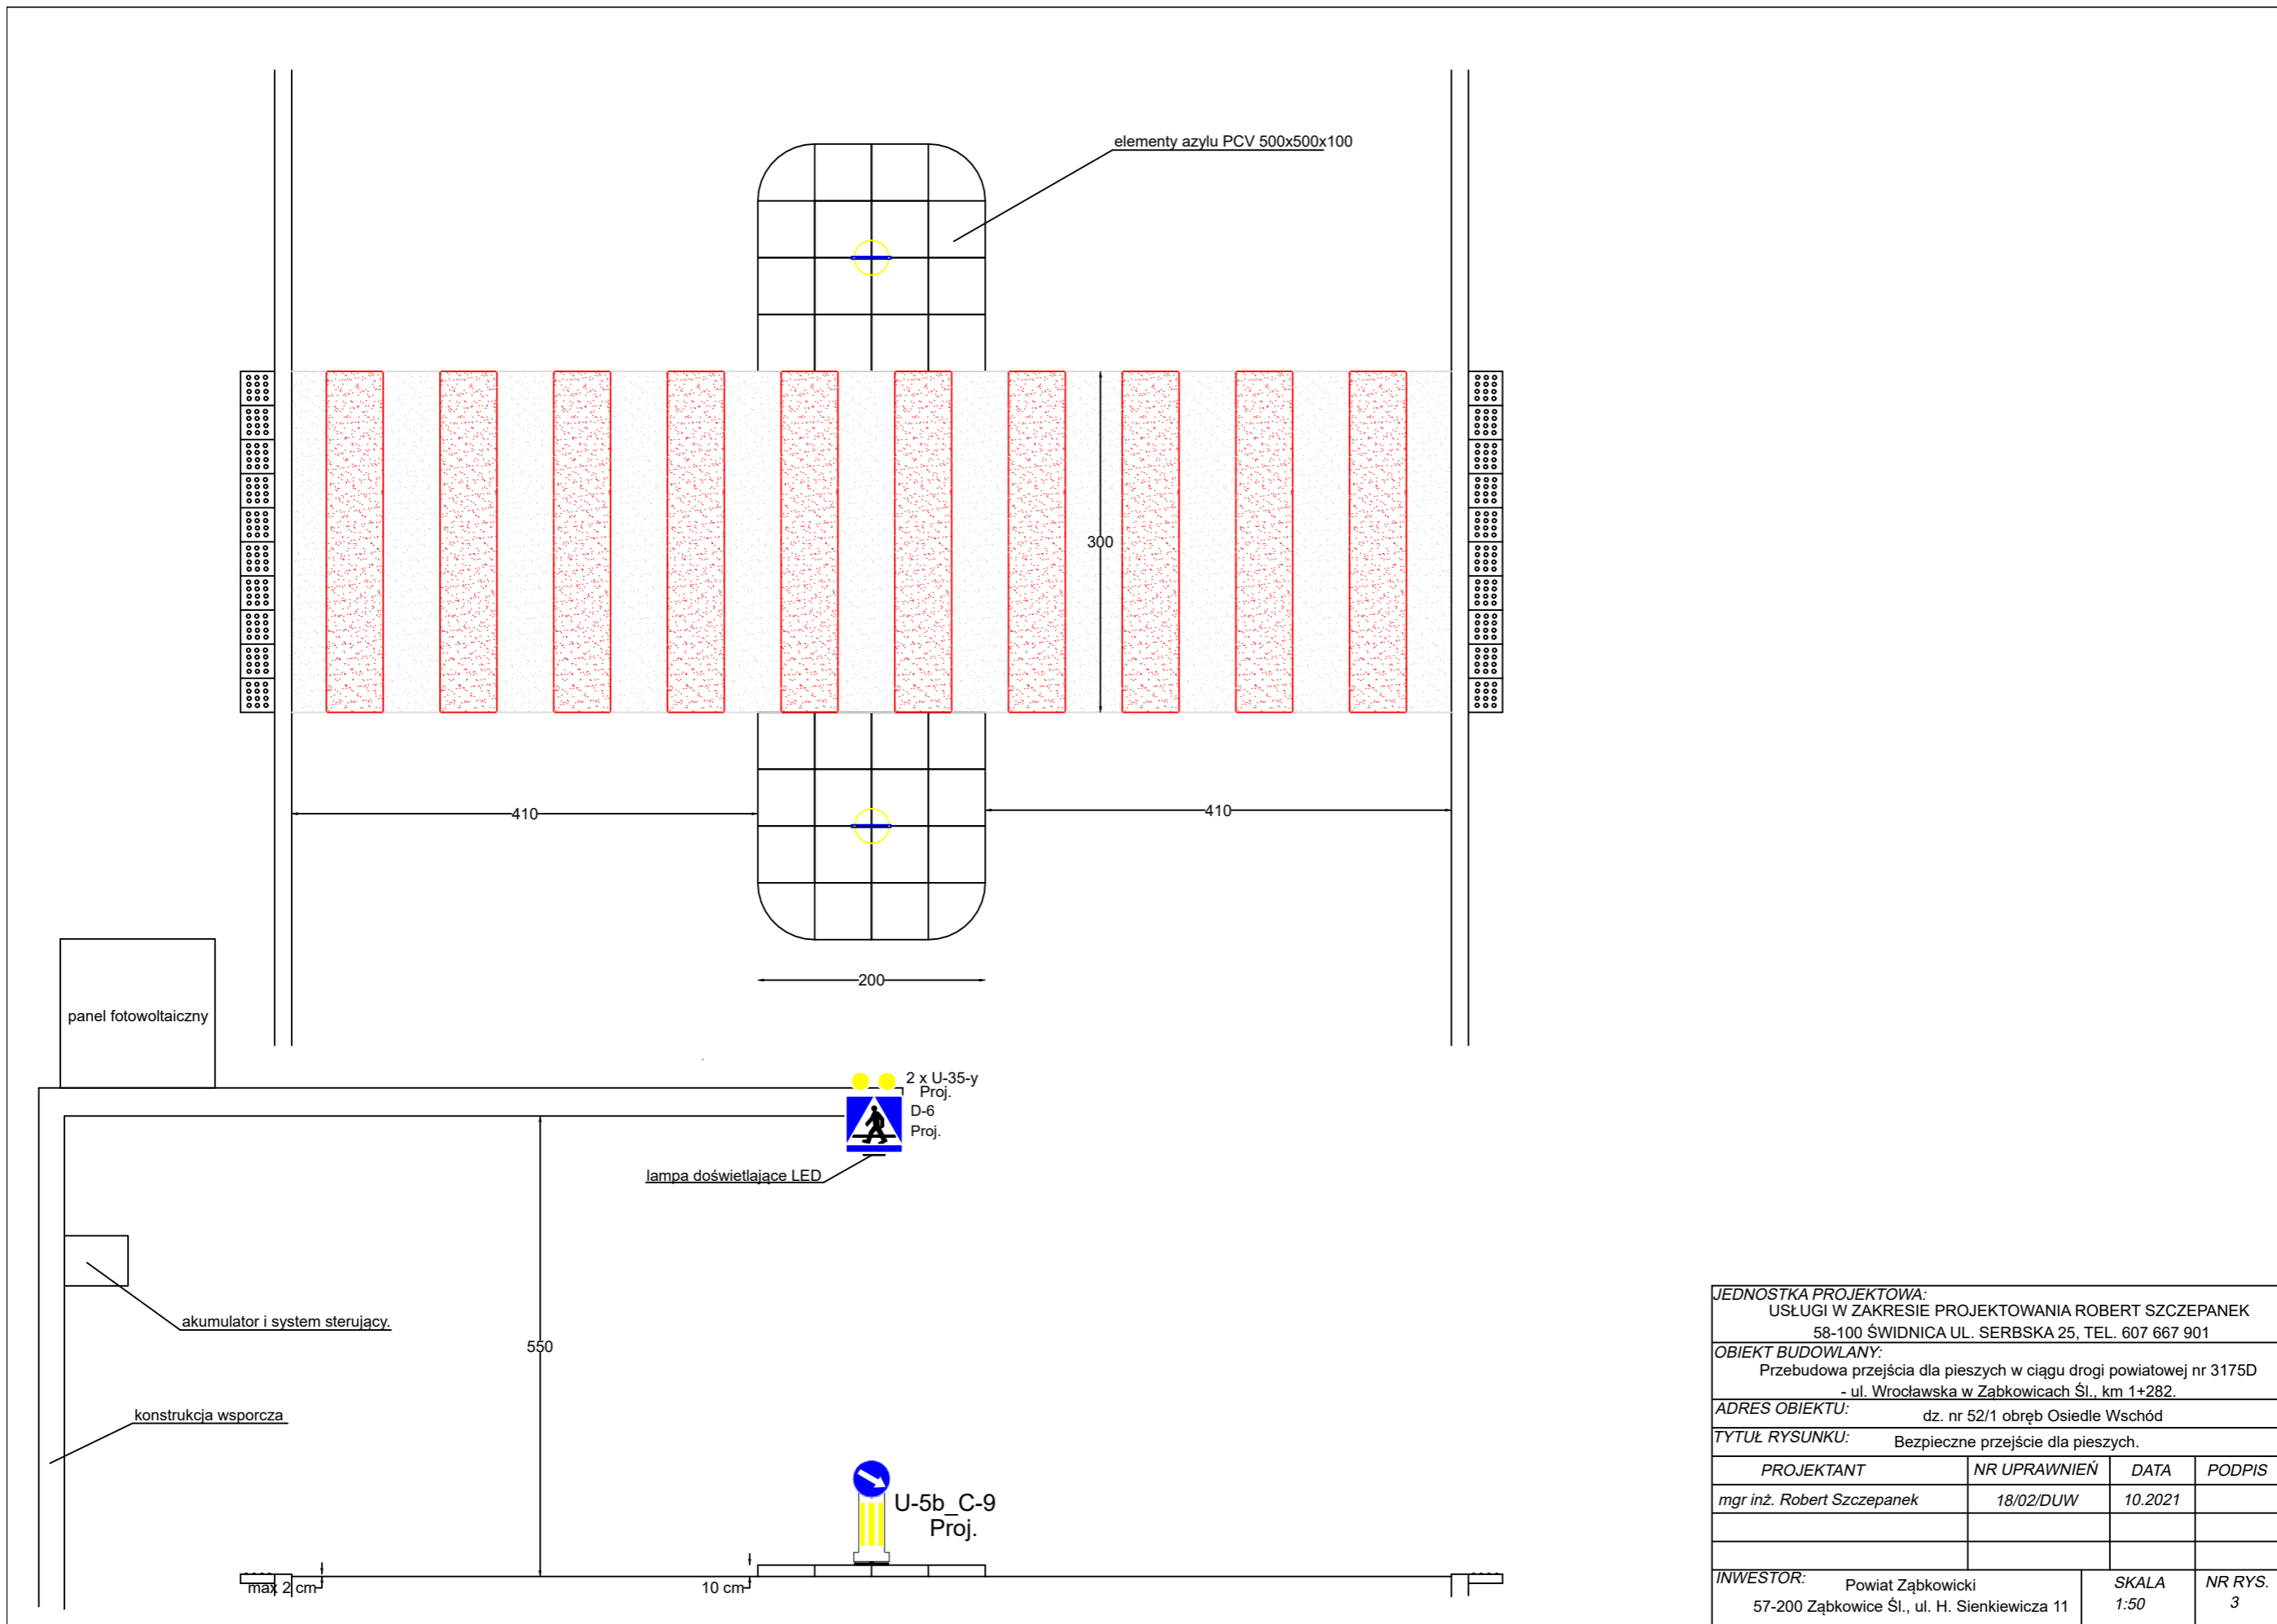 elementy azylu PCV 500x500x100
300
410
410
200
panel fotowoltaiczny
2 x U-35-y
Proj.
D-6
Proj.
lampa doświetlające LED
akumulator i system sterujący.
550
konstrukcja wsporcza
U-5b_C-9
Proj.
max 2 cm
10 cm
JEDNOSTKA PROJEKTOWA:
USŁUGI W ZAKRESIE PROJEKTOWANIA ROBERT SZCZEPANEK
58-100 ŚWIDNICA UL. SERBSKA 25, TEL. 607 667 901
OBIEKT BUDOWLANY:
Przebudowa przejścia dla pieszych w ciągu drogi powiatowej nr 3175D
- ul. Wrocławska w Ząbkowicach Śl., km 1+282.
ADRES OBIEKTU: dz. nr 52/1 obręb Osiedle Wschód
TYTUŁ RYSUNKU: Bezpieczne przejście dla pieszych.
PROJEKTANT NR UPRAWNIEŃ DATA PODPIS
mgr inż. Robert Szczepanek 18/02/DUW 10.2021
INWESTOR: Powiat Ząbkowicki
57-200 Ząbkowice Śl., ul. H. Sienkiewicza 11
SKALA
1:50
NR RYS.
3